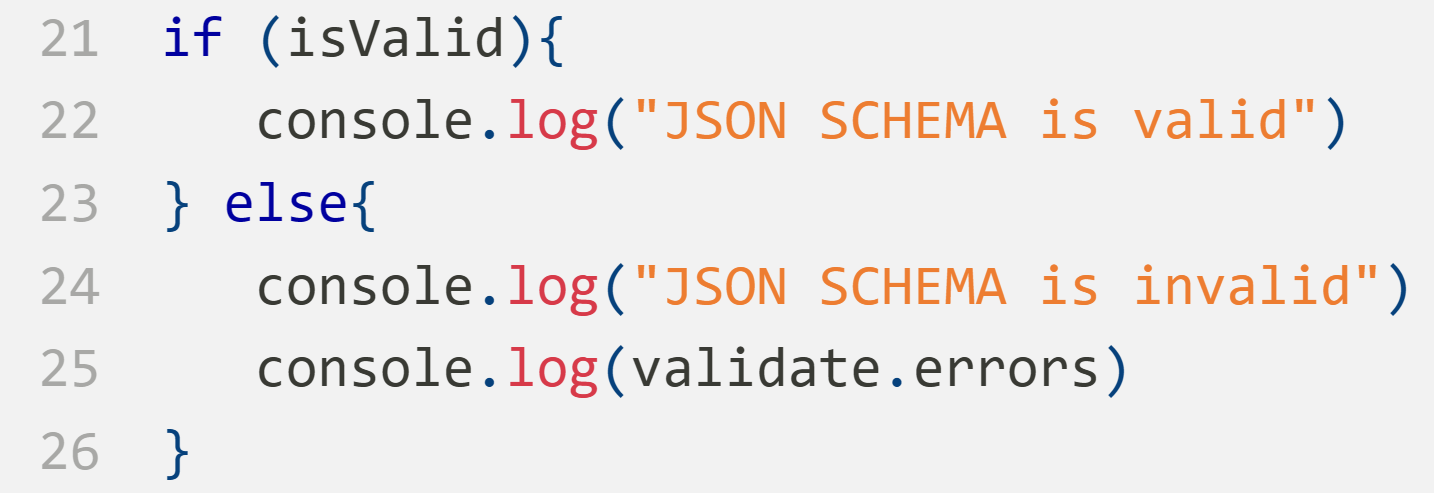 21 if (isValid){
22 console.log("JSON SCHEMA is valid")
23 } else{
24 console.log("JSON SCHEMA is invalid")
25 console.log(validate.errors)
26 }